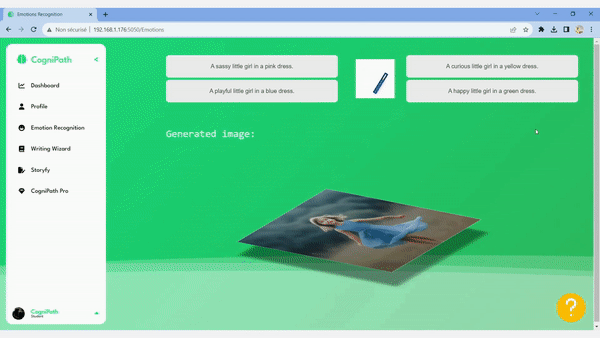 Emotions Recognition
Non sécurisé | 192.168.1.176:5050/Emotions
CogniPath
Dashboard
Profile
Emotion Recognition
Writing Wizard
Storyfy
CogniPath Pro
A sassy little girl in a pink dress.
A curious little girl in a yellow dress.
A playful little girl in a blue dress.
A happy little girl in a green dress.
Generated image:
CogniPath
Student
?